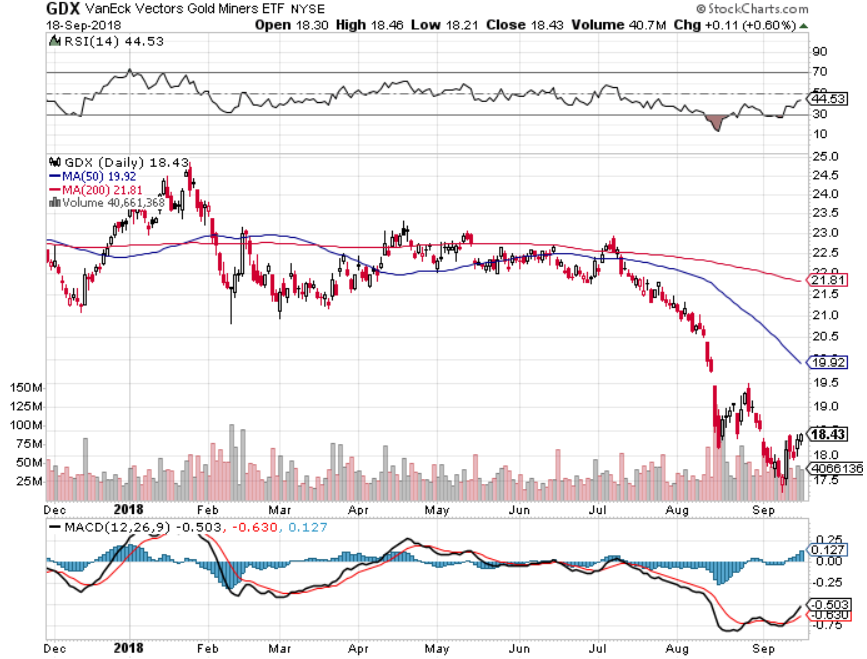 GDX VanEck Vectors Gold Miners ETF NYSE © StockCharts.com
18-Sep-2018 Open 18.30 High 18.46 Low 18.21 Close 18.43 Volume 40.7M Chg +0.11 (+0.60%)
RSI(14) 44.53
90
70
50
44.53
30
10
GDX (Daily) 18.43
MA(50) 19.92
MA(200) 21.81
Volume 40,661,368
25.0
24.5
24.0
23.5
23.0
22.5
22.0
21.81
21.5
21.0
20.5
19.92
19.5
19.0
18.43
18.0
4066136
17.5
150M
125M
100M
75M
50M
25M
Dec 2018 Feb Mar Apr May Jun Jul Aug Sep
MACD(12,26,9) -0.503, -0.630, 0.127
0.25
0.127
0.00
-0.25
-0.503
-0.630
-0.75
Dec 2018 Feb Mar Apr May Jun Jul Aug Sep